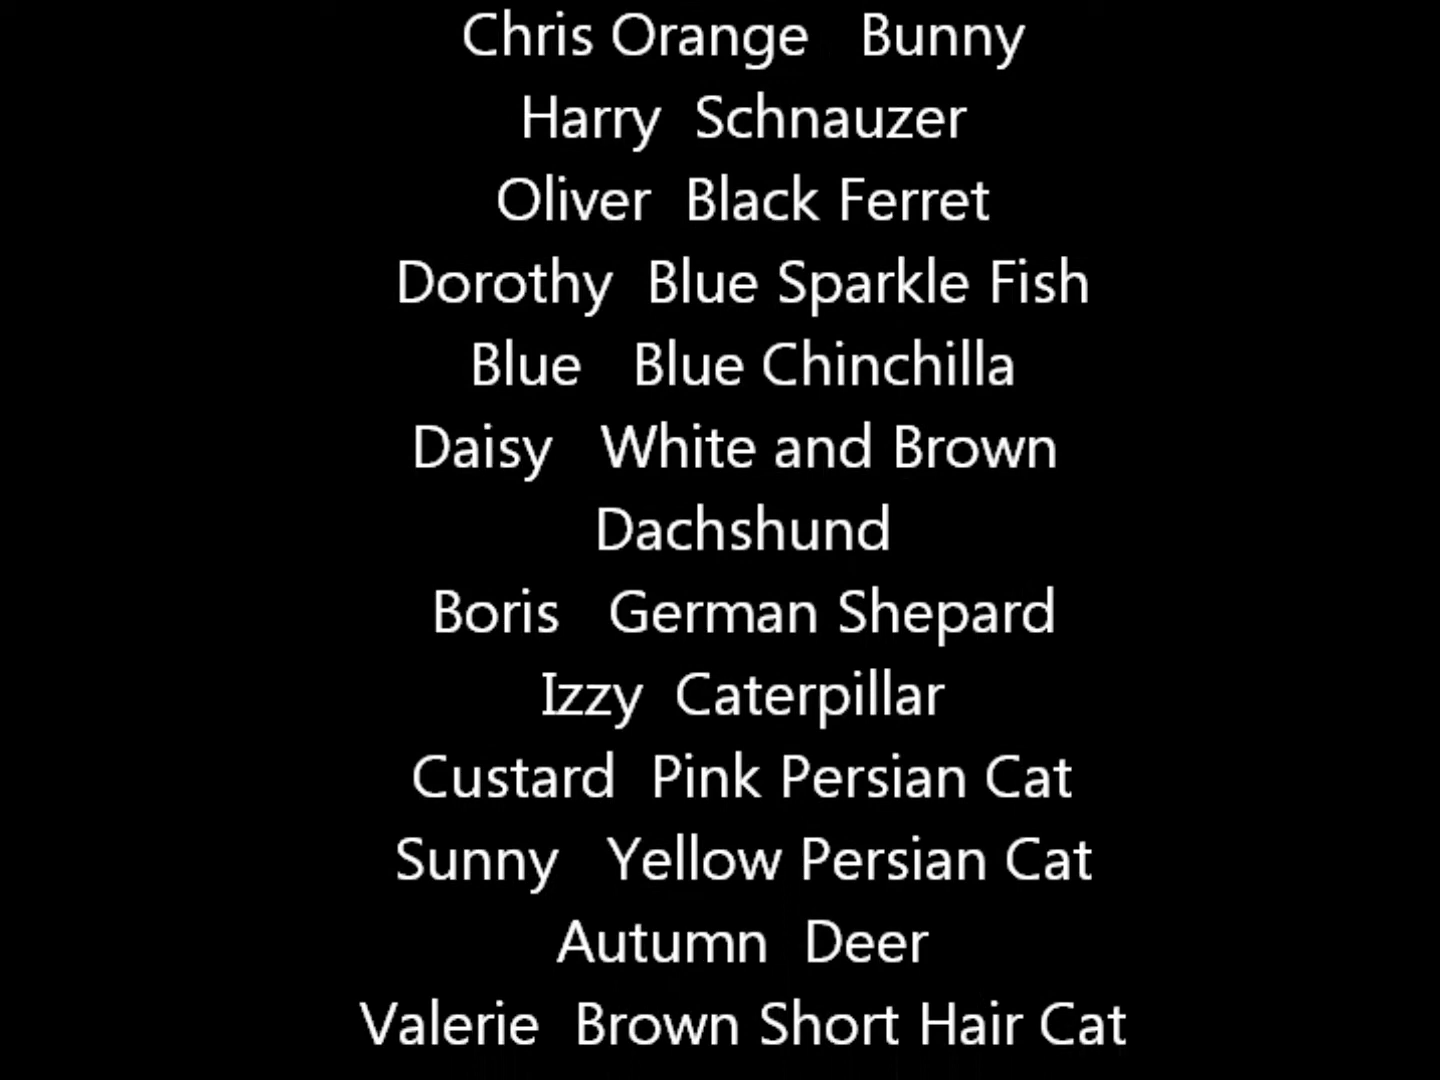 Chris Orange   Bunny
Harry  Schnauzer
Oliver  Black Ferret
Dorothy  Blue Sparkle Fish
Blue   Blue Chinchilla
Daisy   White and Brown
Dachshund
Boris   German Shepard
Izzy  Caterpillar
Custard  Pink Persian Cat
Sunny   Yellow Persian Cat
Autumn  Deer
Valerie  Brown Short Hair Cat